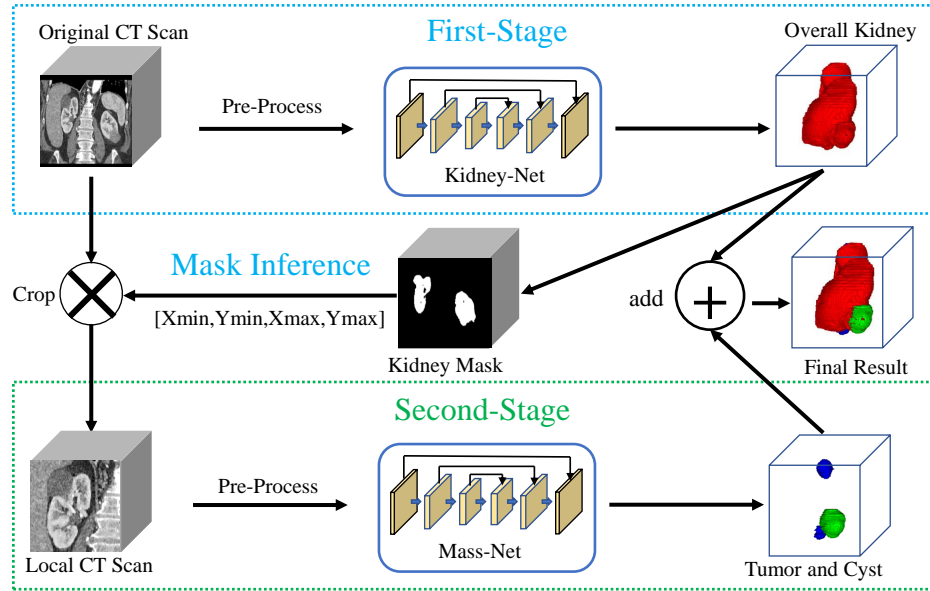 Original CT Scan
First-Stage
Overall Kidney
Pre-Process
Kidney-Net
Mask Inference
Crop
[Xmin,Ymin,Xmax,Ymax]
add
Kidney Mask
Final Result
Second-Stage
Pre-Process
Mass-Net
Local CT Scan
Tumor and Cyst